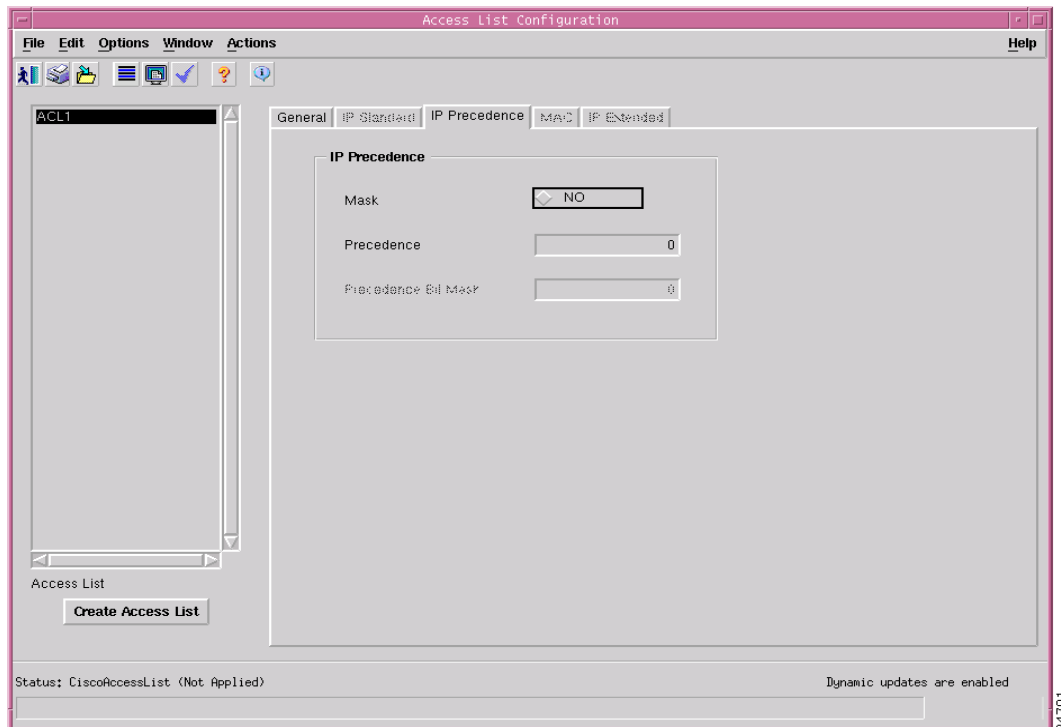 Access List Configuration
File Edit Options Window Actions Help
ACL1
General IP Standard IP Precedence MAC IP Extended
IP Precedence
Mask NO
Precedence 0
Precedence Bit Mask 0
Access List
Create Access List
Status: CiscoAccessList (Not Applied) Dynamic updates are enabled